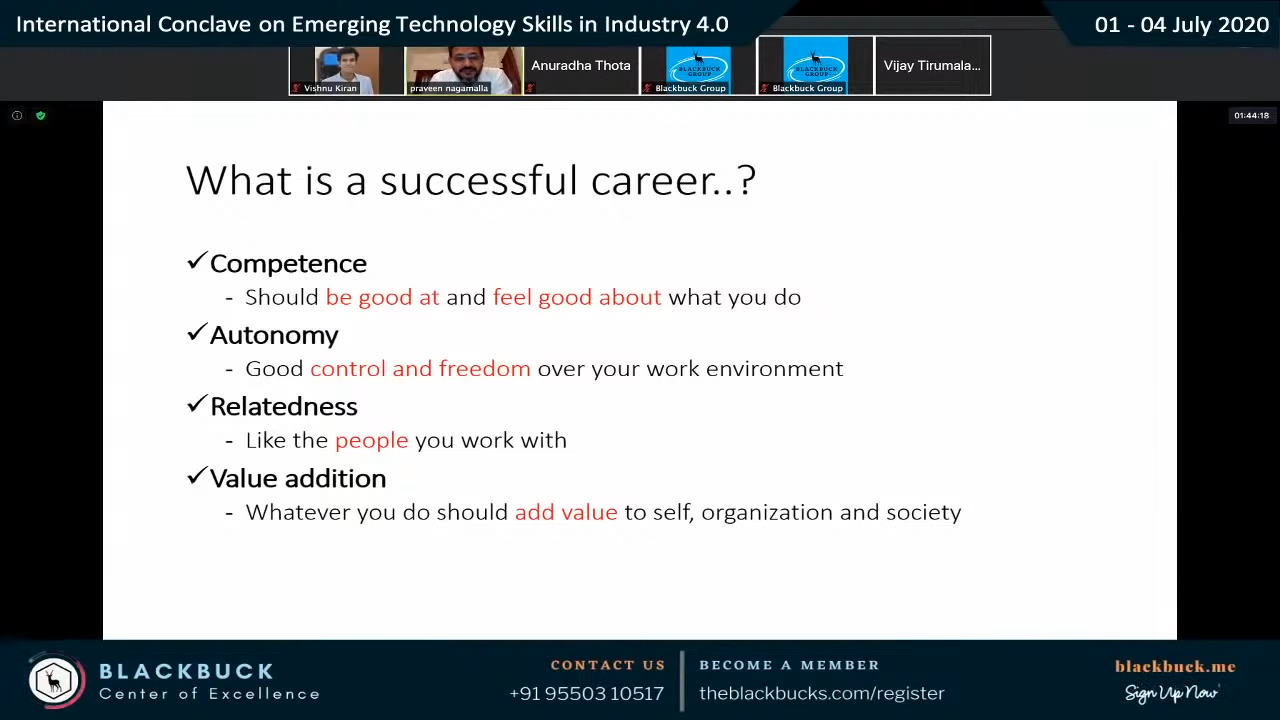 International Conclave on Emerging Technology Skills in Industry 4.0
01 - 04 July 2020
Vishnu Kiran
praveen nagamalla
Anuradha Thota
BLACKBUCK
GROUP
Blackbuck Group
BLACKBUCK
GROUP
Blackbuck Group
Vijay Tirumala...
01:44:18
What is a successful career..?
✓Competence
- Should be good at and feel good about what you do
✓Autonomy
- Good control and freedom over your work environment
✓Relatedness
- Like the people you work with
✓Value addition
- Whatever you do should add value to self, organization and society
BLACKBUCK
Center of Excellence
CONTACT US
+91 95503 10517
BECOME A MEMBER
theblackbucks.com/register
blackbuck.me
Sign Up Now